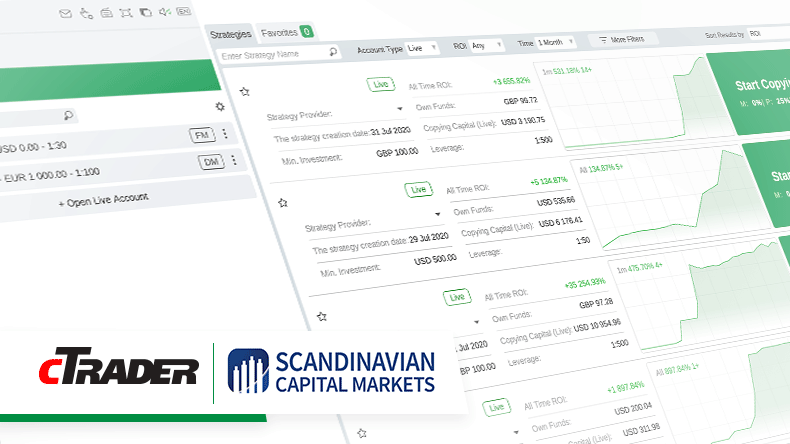 EN
Strategies
Favorites 0
Enter Strategy Name
Account Type Live
ROI Any
Time 1 Month
More Filters
Sort Results by ROI
USD 0.00 - 1:30
FM
EUR 1 000.00 - 1:100
DM
+ Open Live Account
Live
Strategy Provider:
The strategy creation date: 31 Jul 2020
Min. Investment: GBP 100.00
All Time ROI: +3 655.82%
Own Funds: GBP 99.72
Copying Capital (Live): USD 3 190.75
Leverage: 1:500
1m 531.18% 14+
Start Copyi
M: 0% | P: 15%
Live
Strategy Provider:
The strategy creation date: 29 Jul 2020
Min. Investment: USD 500.00
All Time ROI: +5 134.87%
Own Funds: USD 535.66
Copying Capital (Live): USD 6 176.41
Leverage: 1:50
All 134.87% 5+
Sta
M: 0
Live
Jul 2020
GBP 100.00
All Time ROI: +35 254.93%
Own Funds: GBP 97.28
Copying Capital (Live): USD 10 954.96
Leverage: 1:500
1m 475.70% 4+
Live
All Time ROI: +1 897.84%
Own Funds: USD 200.04
Copying Capital (Live): USD 311.98
All 897.84% 1+
cTRADER
SCANDINAVIAN
CAPITAL MARKETS